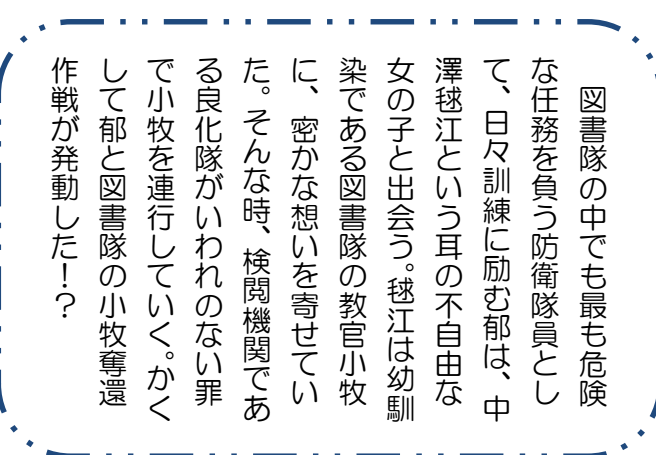 図書隊の中でも最も危険
な任務を負う防衛隊員とし
て、日々訓練に励む郁は、中
澤毬江という耳の不自由な
女の子と出会う。毬江は幼馴
染である図書隊の教官小牧
に、密かな想いを寄せてい
た。そんな時、検閲機関であ
る良化隊がいわれのない罪
で小牧を連行していく。かく
して郁と図書隊の小牧奪還
作戦が発動した！？